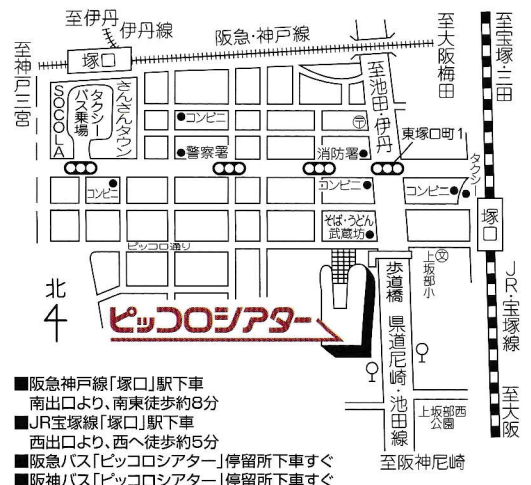 至伊丹
伊丹線
阪急・神戸線
至大阪梅田
至宝塚・三田
至神戸三宮
塚口
SOCOLA
タクシーバス乗場
さんさんタウン
コンビニ
警察署
消防署
〒
至池田・伊丹
東塚口町1
タクシー
コンビニ
コンビニ
コンビニ
塚口
そば・うどん
武蔵坊
ピッコロ通り
文
上坂部小
北
ピッコロシアター
歩道橋
県道尼崎・池田線
JR・宝塚線
至大阪
上坂部西公園
至阪神尼崎
■阪急神戸線「塚口」駅下車
南出口より、南東徒歩約8分
■JR宝塚線「塚口」駅下車
西出口より、西へ徒歩約5分
■阪急バス「ピッコロシアター」停留所下車すぐ
■阪神バス「ピッコロシアター」停留所下車すぐ